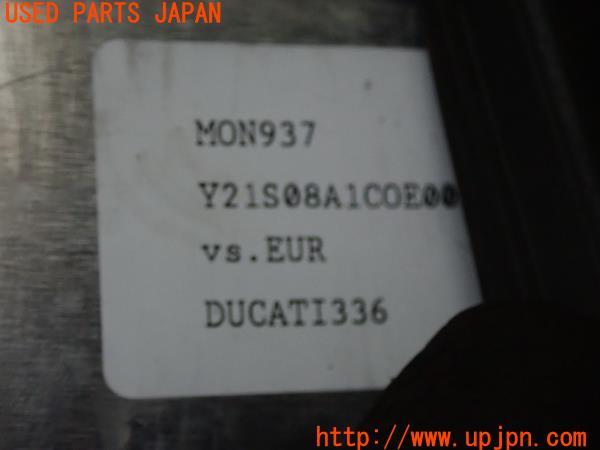 USED PARTS JAPAN
MON937
Y21S08A1COE00
vs.EUR
DUCATI336
http://www.upjpn.com